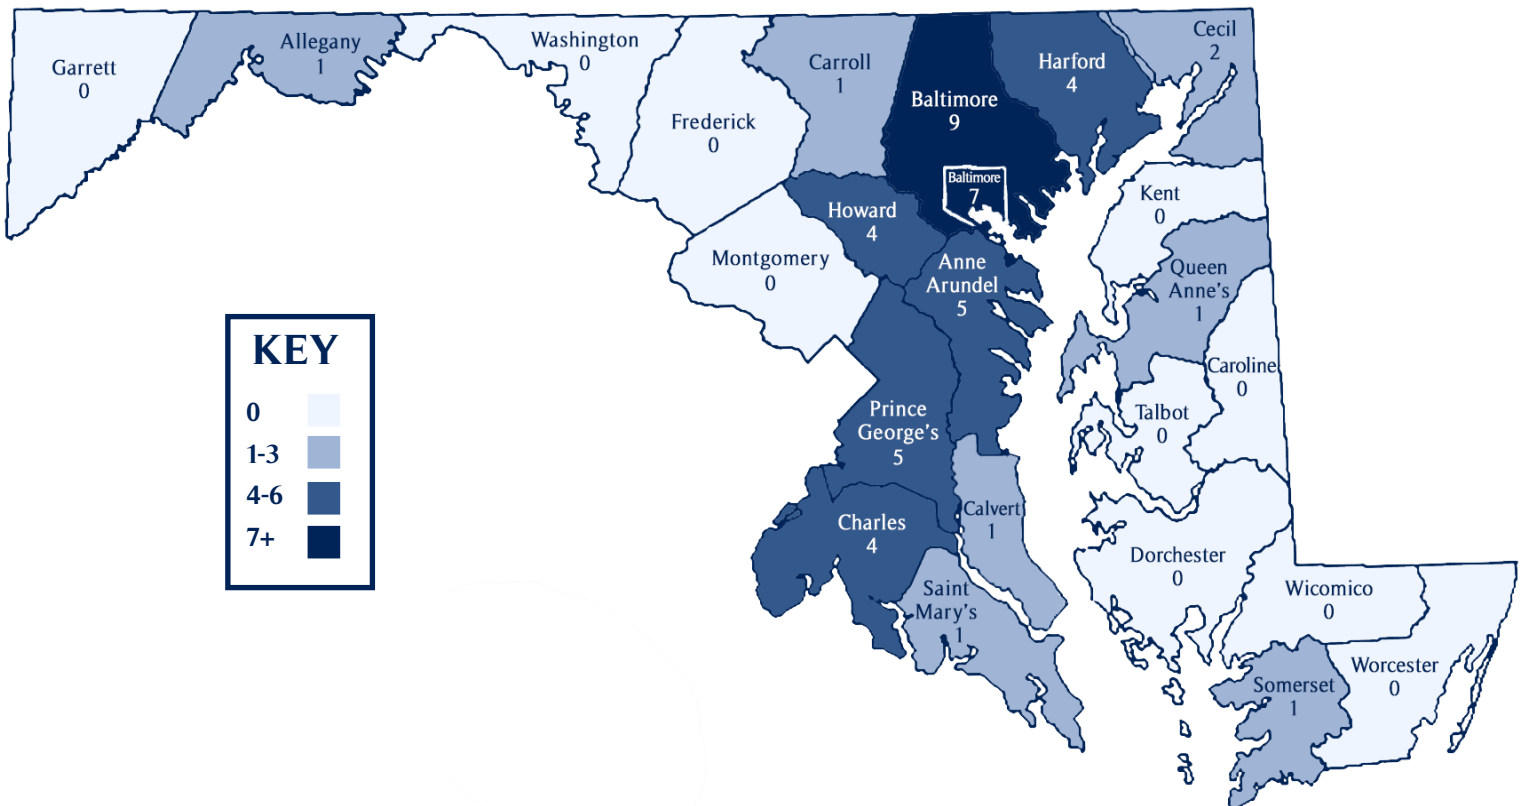 Garrett
0
Allegany
1
Washington
0
Frederick
0
Carroll
1
Baltimore
9
Harford
4
Cecil
2
Baltimore
7
Howard
4
Montgomery
0
Anne
Arundel
5
Kent
0
Queen
Anne's
1
Caroline
0
Talbot
0
Prince
George's
5
Charles
4
Calvert
1
Saint
Mary's
1
Dorchester
0
Wicomico
0
Somerset
1
Worcester
0
KEY
0
1-3
4-6
7+